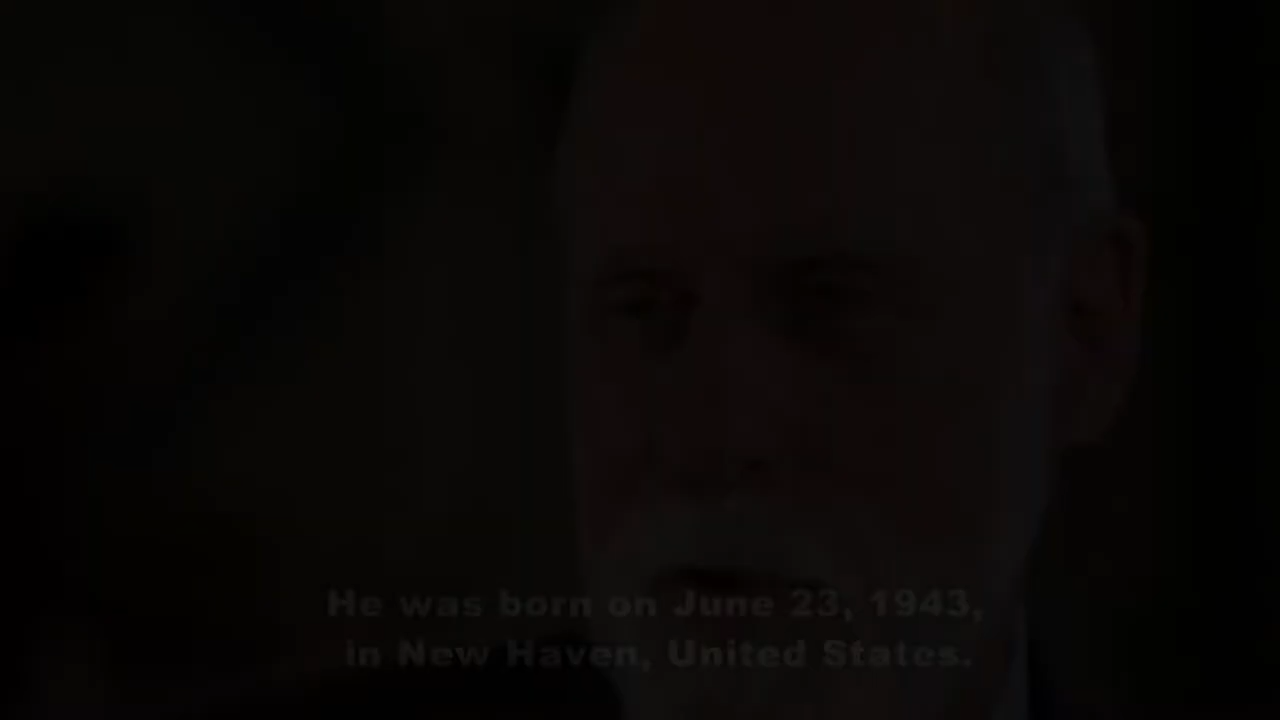 He was born on June 23, 1943,
in New Haven, United States.